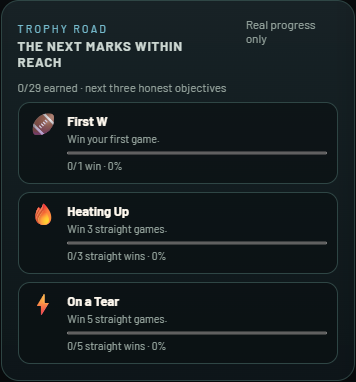 TROPHY ROAD
THE NEXT MARKS WITHIN
REACH
Real progress
only
0/29 earned · next three honest objectives
First W
Win your first game.
0/1 win · 0%
Heating Up
Win 3 straight games.
0/3 straight wins · 0%
On a Tear
Win 5 straight games.
0/5 straight wins · 0%